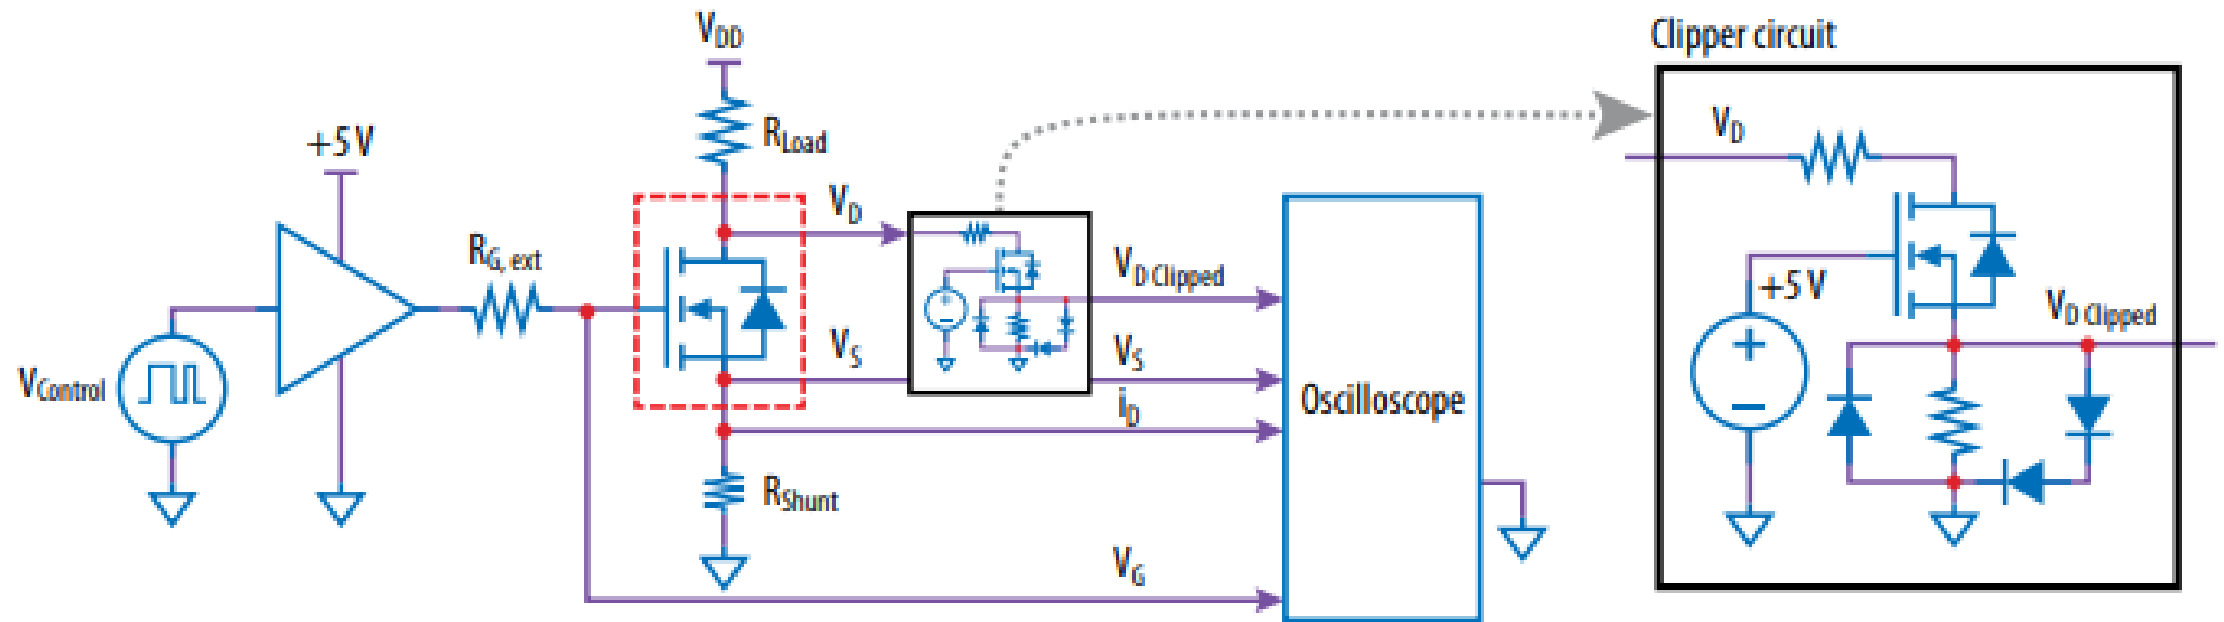 V_DD
Clipper circuit
R_Load
+5 V
V_D
V_D
R_G, ext
V_D Clipped
+5 V
V_D Clipped
V_S
V_S
V_Control
i_D
Oscilloscope
R_Shunt
V_G